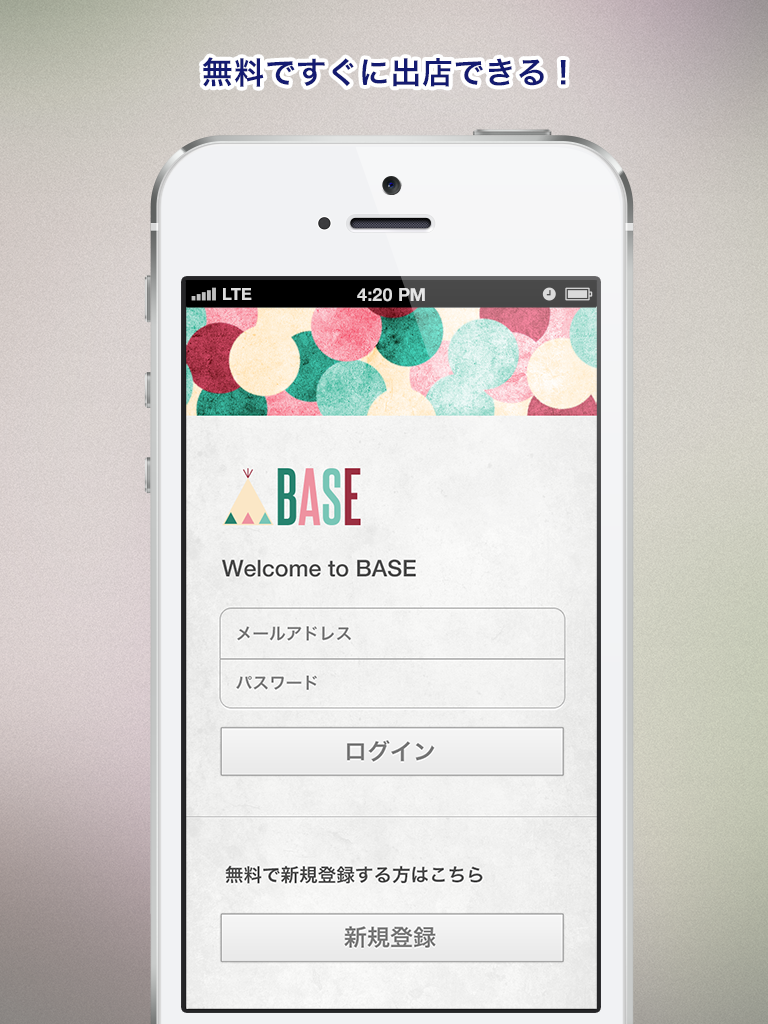 無料ですぐに出店できる！
LTE 4:20 PM
BASE
Welcome to BASE
メールアドレス
パスワード
ログイン
無料で新規登録する方はこちら
新規登録